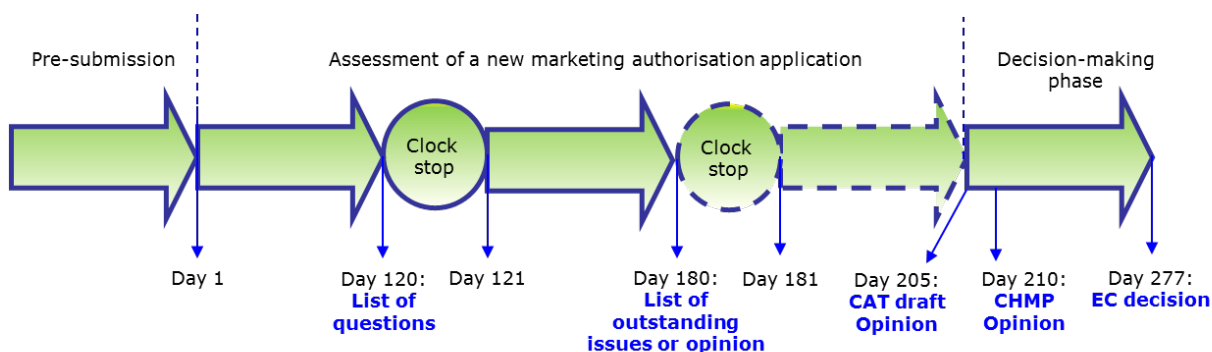 Pre-submission
Assessment of a new marketing authorisation application
Decision-making
phase
Clock
stop
Clock
stop
Day 1
Day 120:
List of
questions
Day 121
Day 180:
List of
outstanding
issues or opinion
Day 181
Day 205:
CAT draft
Opinion
Day 210:
CHMP
Opinion
Day 277:
EC decision